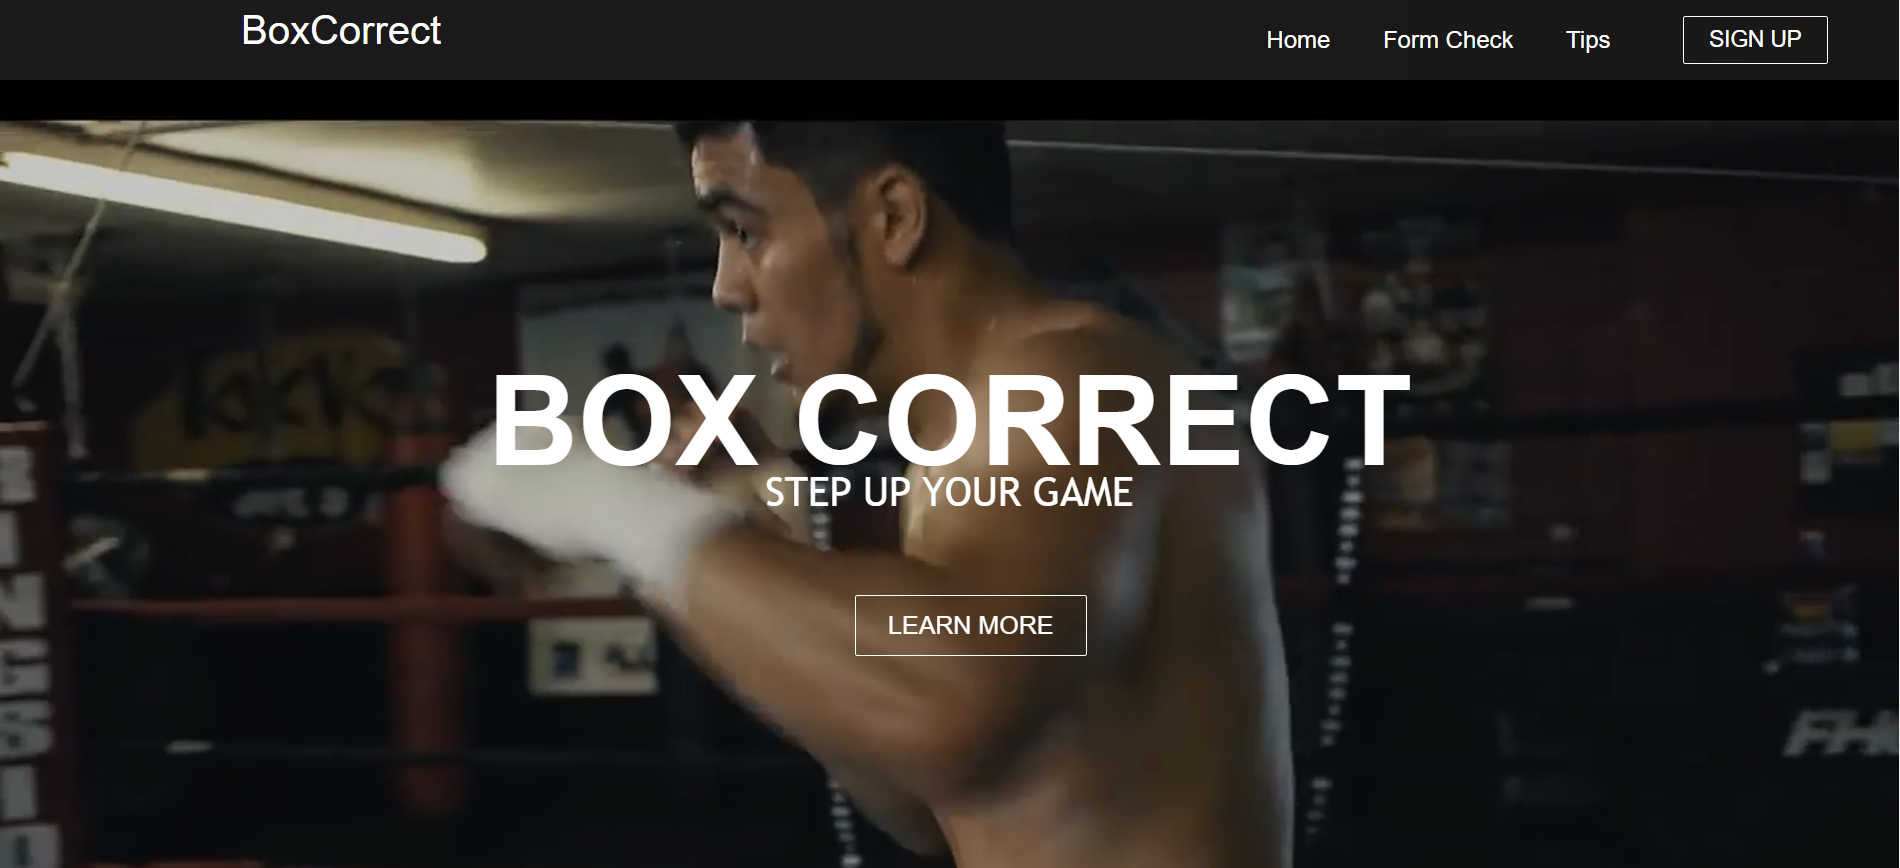 BoxCorrect
Home Form Check Tips SIGN UP
BOX CORRECT
STEP UP YOUR GAME
LEARN MORE